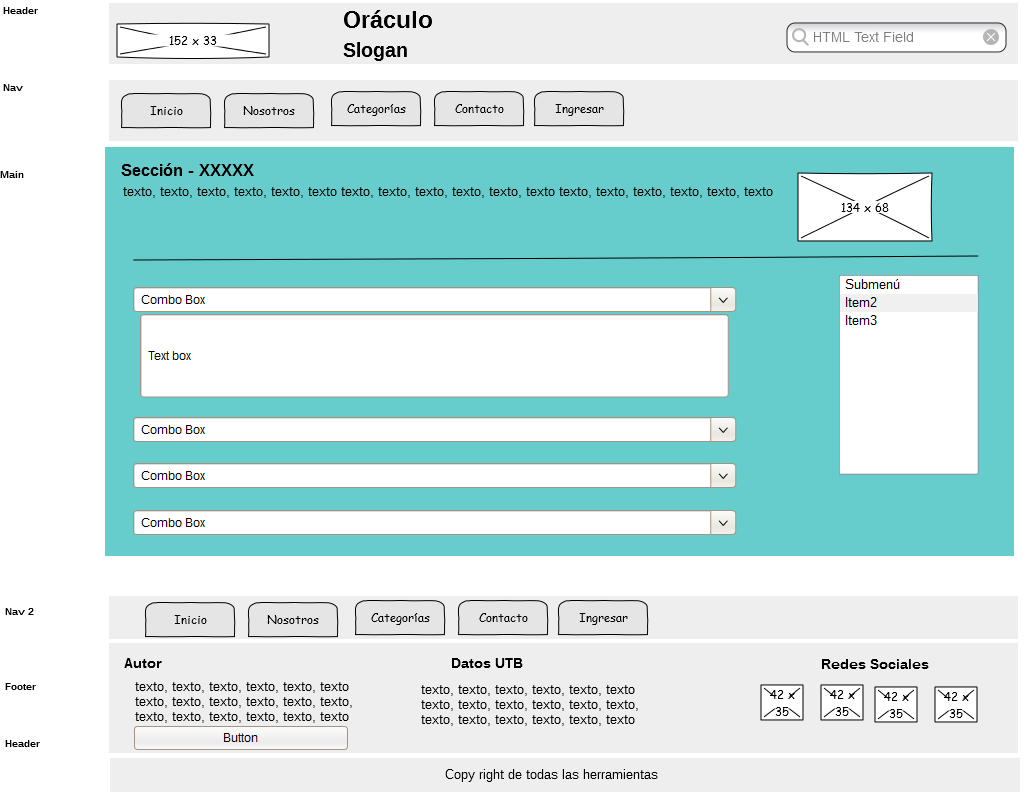 Header
152 x 33
Oráculo
Slogan
HTML Text Field
Nav
Inicio
Nosotros
Categorías
Contacto
Ingresar
Main
Sección - XXXXX
texto, texto, texto, texto, texto, texto texto, texto, texto, texto, texto, texto texto, texto, texto, texto, texto, texto
134 x 68
Combo Box
Text box
Combo Box
Combo Box
Combo Box
Submenú
Item2
Item3
Nav 2
Inicio
Nosotros
Categorías
Contacto
Ingresar
Footer
Autor
texto, texto, texto, texto, texto, texto
texto, texto, texto, texto, texto, texto,
texto, texto, texto, texto, texto, texto
Button
Datos UTB
texto, texto, texto, texto, texto, texto
texto, texto, texto, texto, texto, texto,
texto, texto, texto, texto, texto, texto
Redes Sociales
42 x
35
42 x
35
42 x
35
42 x
35
Header
Copy right de todas las herramientas